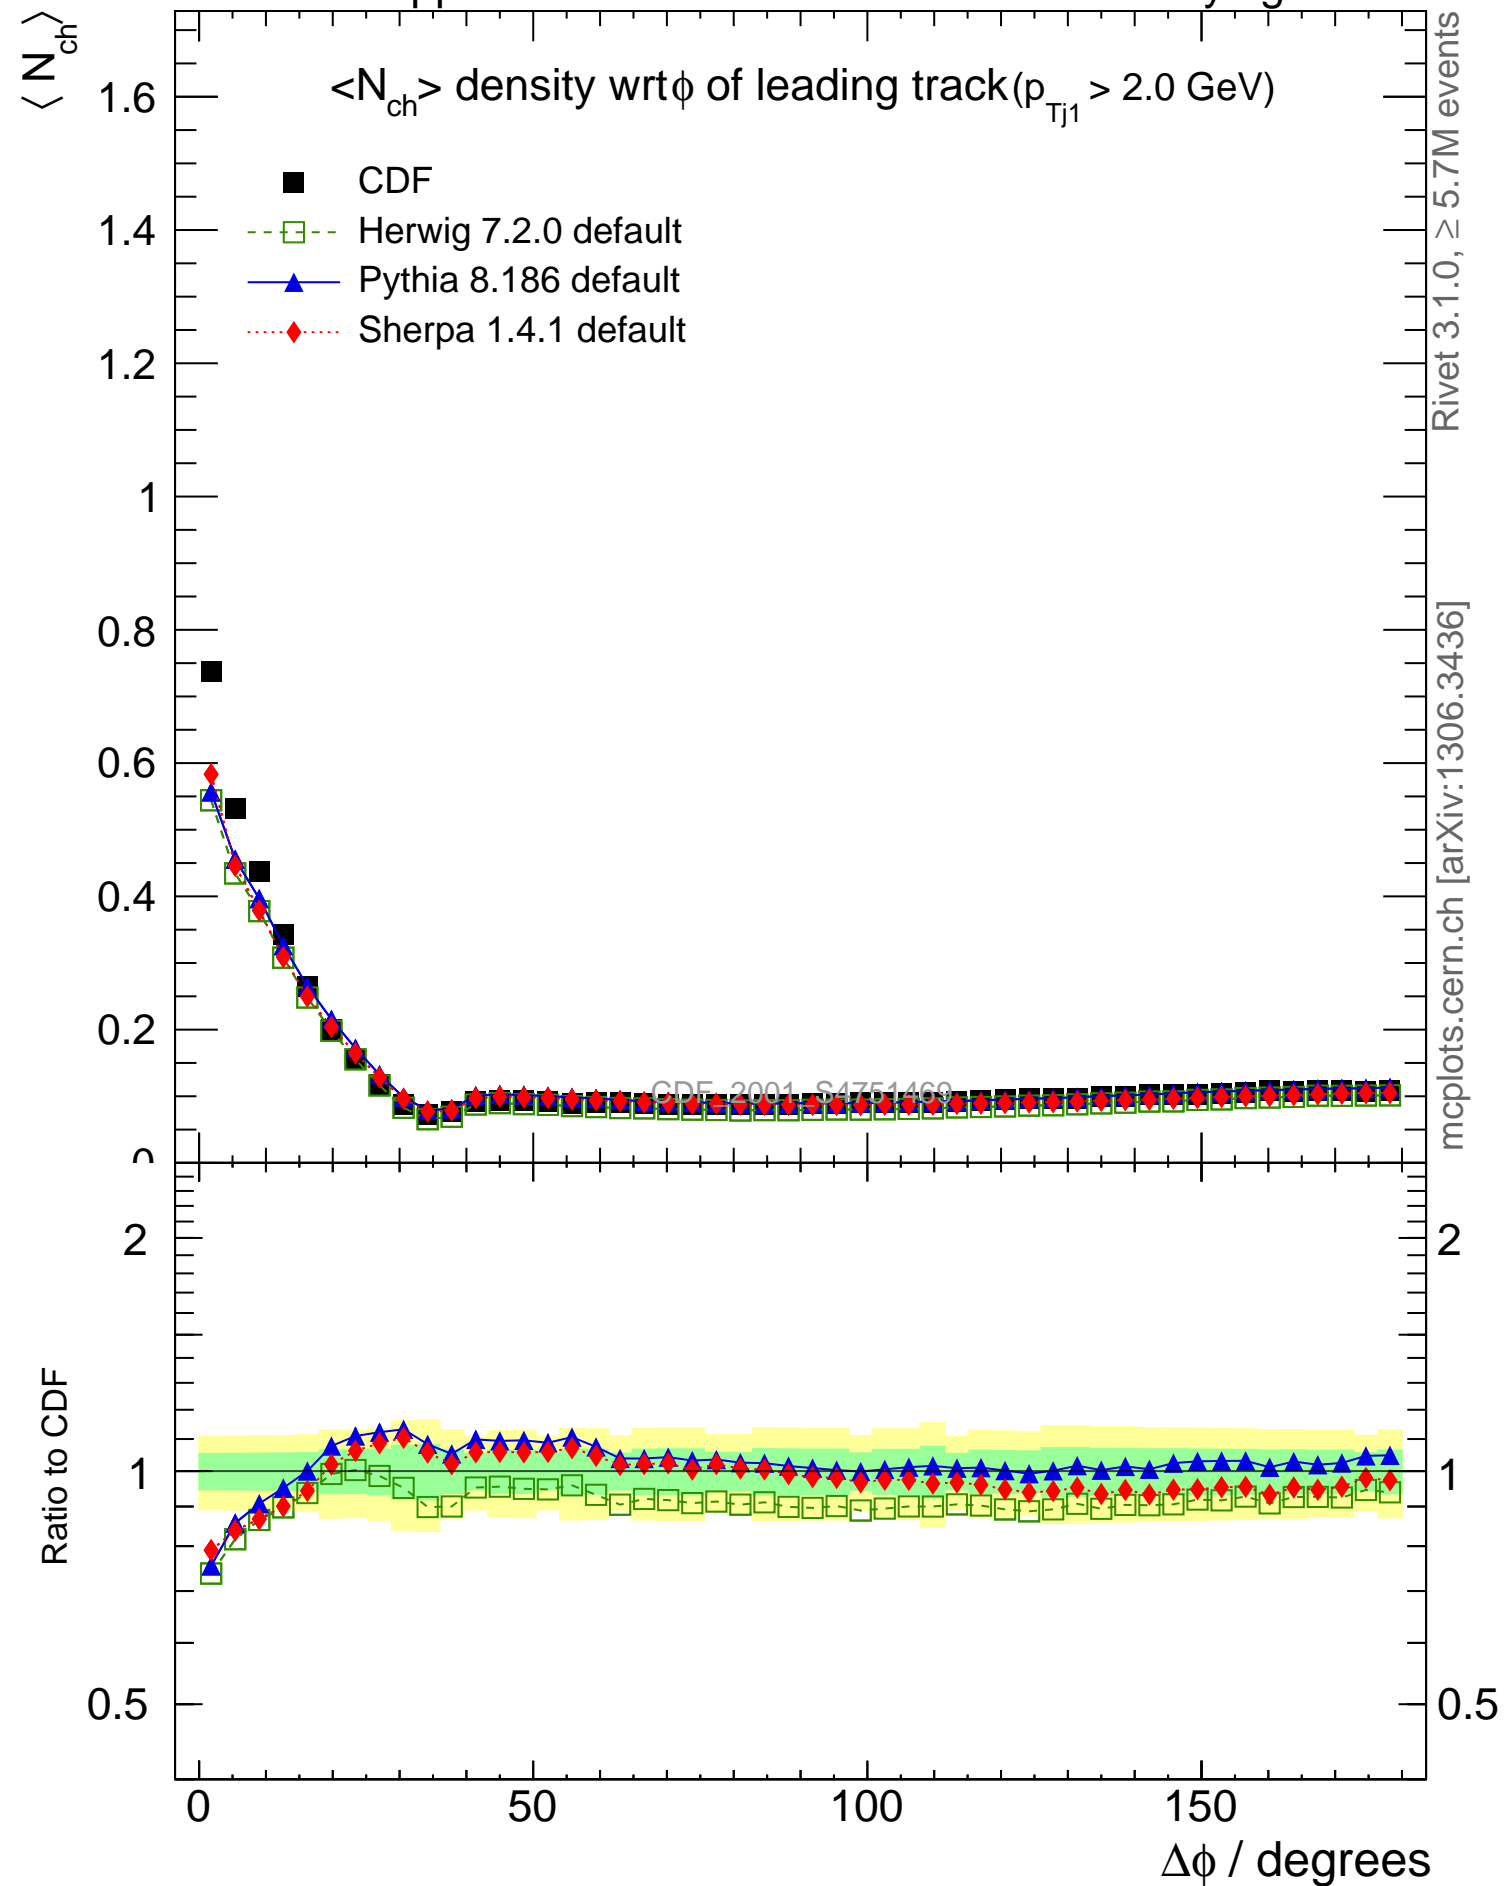 ⟨ N_ch ⟩
<N_ch> density wrt φ of leading track (p_Tj1 > 2.0 GeV)
CDF
Herwig 7.2.0 default
Pythia 8.186 default
Sherpa 1.4.1 default
1.6
1.4
1.2
1
0.8
0.6
0.4
0.2
0
CDF_2001_S4751469
Rivet 3.1.0, ≥ 5.7M events
mcplots.cern.ch [arXiv:1306.3436]
Ratio to CDF
2
1
0.5
2
1
0.5
0
50
100
150
Δφ / degrees